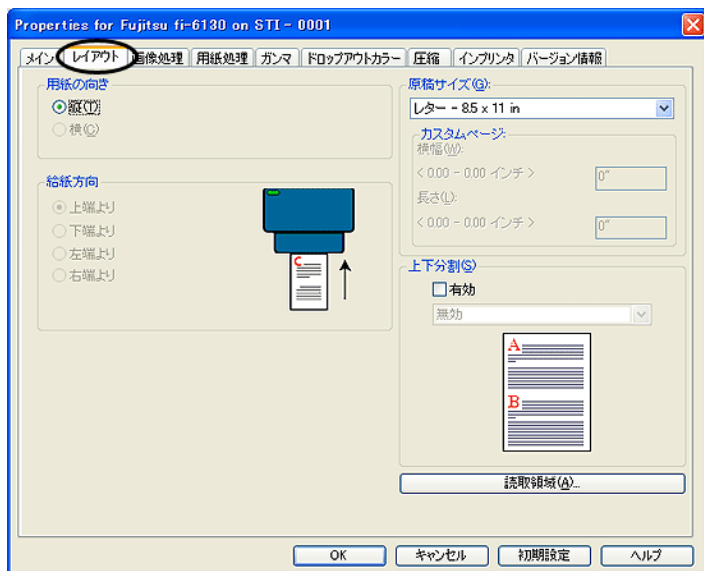 Properties for Fujitsu fi-6130 on STI - 0001
メイン レイアウト 画像処理 用紙処理 ガンマ ドロップアウトカラー 圧縮 インプリンタ バージョン情報
用紙の向き
縦(T)
横(C)
給紙方向
上端より
下端より
左端より
右端より
C
原稿サイズ(G):
レター - 8.5 x 11 in
カスタムページ:
横幅(W):
< 0.00 - 0.00 インチ > 0"
長さ(L):
< 0.00 - 0.00 インチ > 0"
上下分割(S)
有効
無効
A
B
読取領域(A)...
OK キャンセル 初期設定 ヘルプ